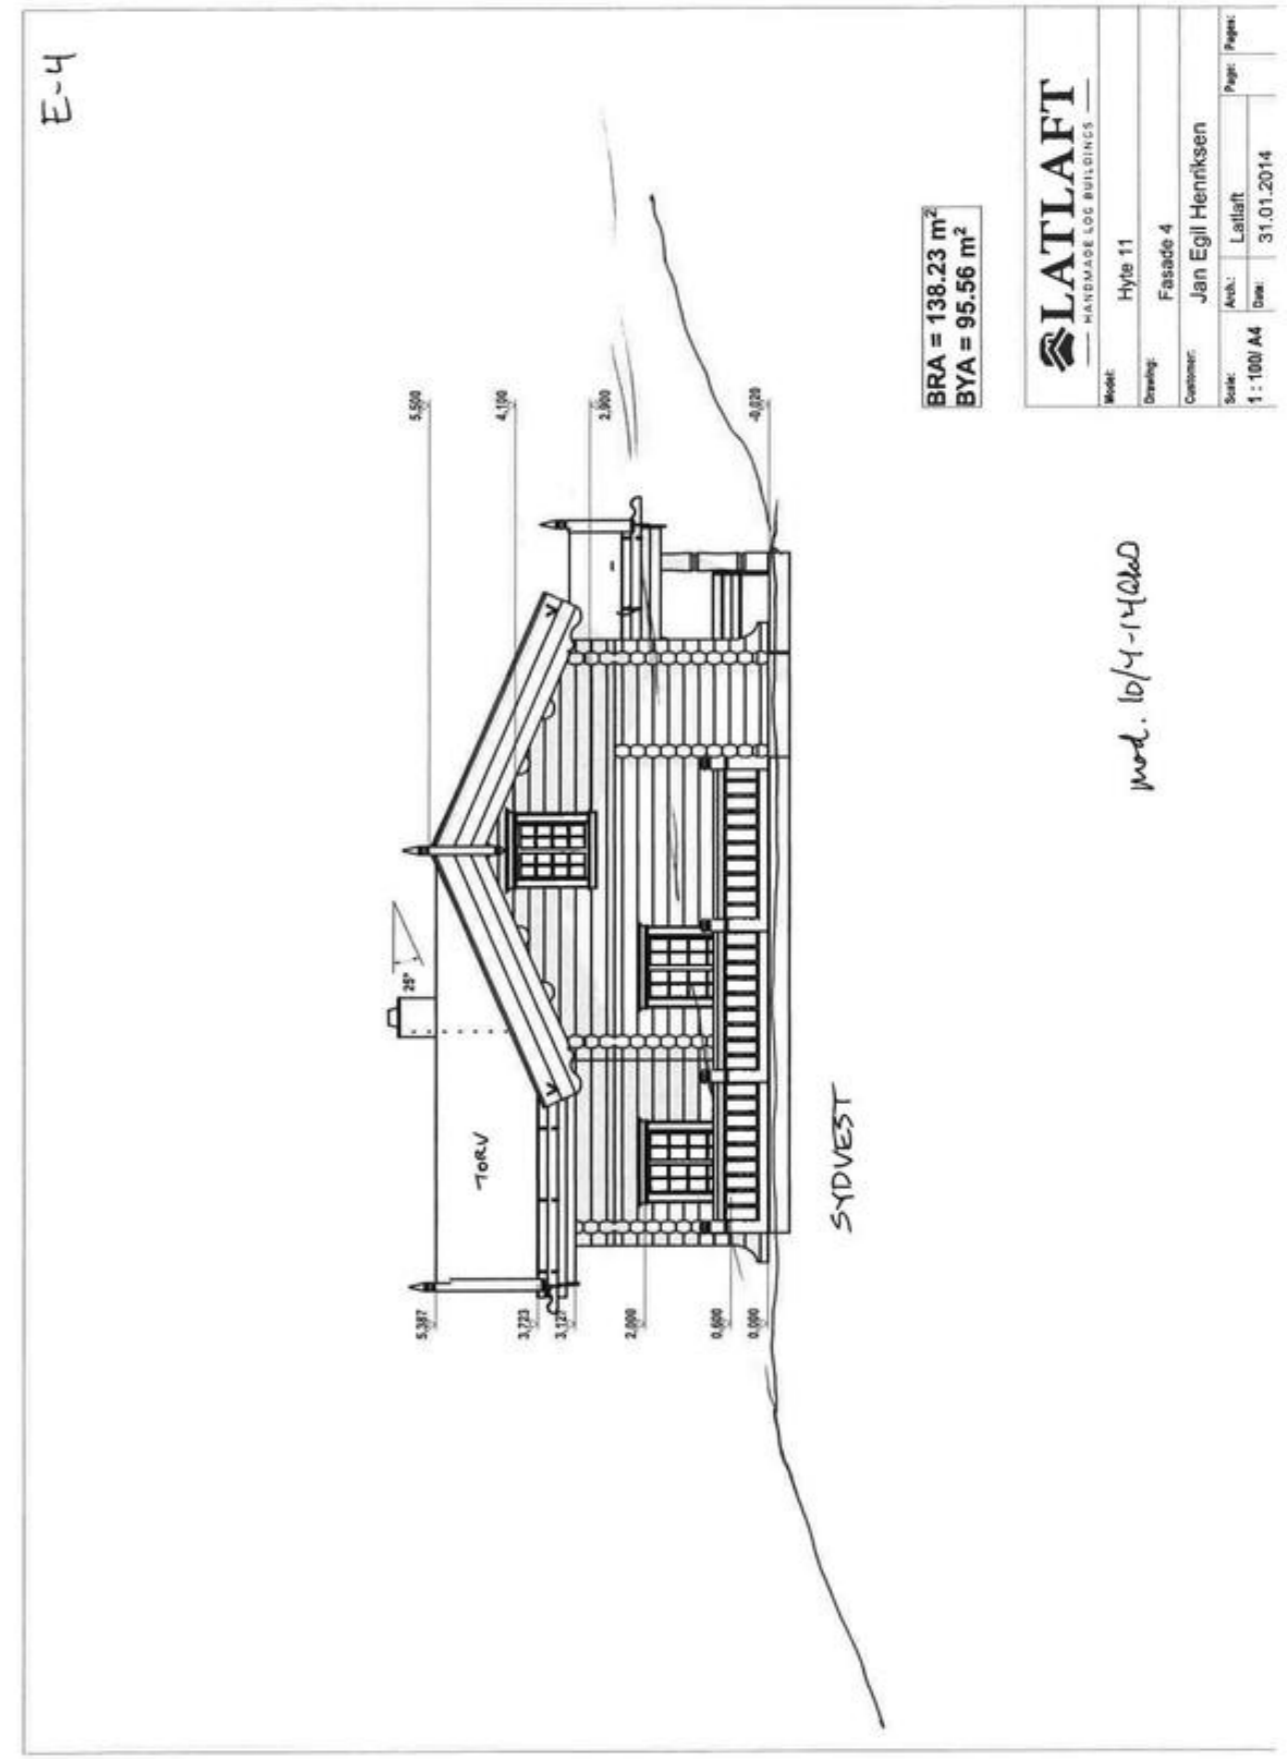 E-4
5.500
4.100
2.900
-0.020
25°
TORV
5.387
3.723
3.127
2.000
0.600
0.000
SYDVEST
BRA = 138.23 m²
BYA = 95.56 m²
mod. 10/4-14
LATLAFT
HANDMADE LOG BUILDINGS
Model: Hyte 11
Drawing: Fasade 4
Customer: Jan Egil Henriksen
Scale: Arch.: Latlaft Page: Pages:
1 : 100/ A4 Date: 31.01.2014